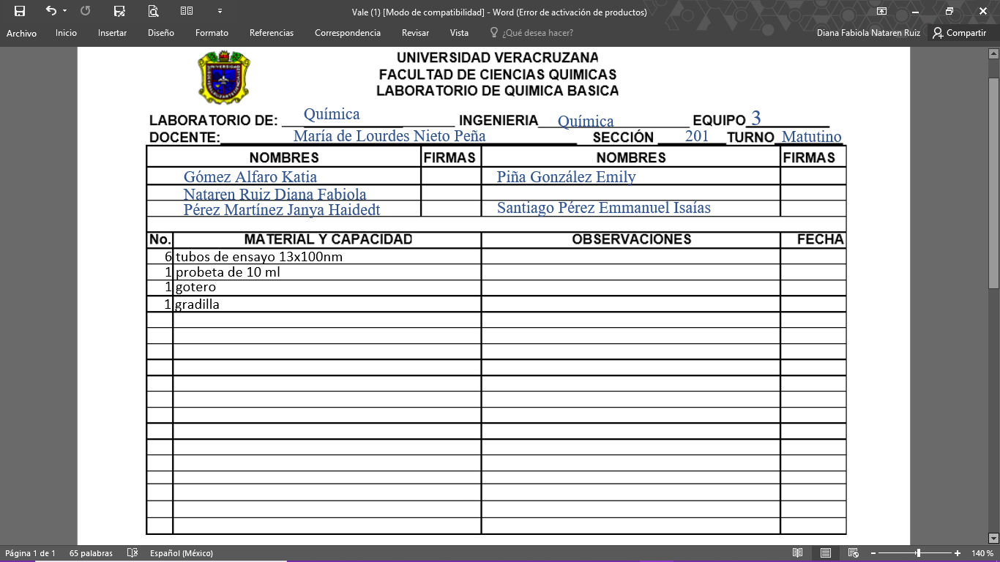 Vale (1) [Modo de compatibilidad] - Word (Error de activación de productos)
Archivo Inicio Insertar Diseño Formato Referencias Correspondencia Revisar Vista ¿Qué desea hacer? Diana Fabiola Nataren Ruiz Compartir
UNIVERSIDAD VERACRUZANA
FACULTAD DE CIENCIAS QUIMICAS
LABORATORIO DE QUIMICA BASICA
LABORATORIO DE: Química INGENIERIA Química EQUIPO 3
DOCENTE: María de Lourdes Nieto Peña SECCIÓN 201 TURNO Matutino
NOMBRES FIRMAS NOMBRES FIRMAS
Gómez Alfaro Katia Piña González Emily
Nataren Ruiz Diana Fabiola
Pérez Martínez Janya Haidedt Santiago Pérez Emmanuel Isaías
No. MATERIAL Y CAPACIDAD OBSERVACIONES FECHA
6 tubos de ensayo 13x100nm
1 probeta de 10 ml
1 gotero
1 gradilla
Página 1 de 1 65 palabras Español (México) 140 %